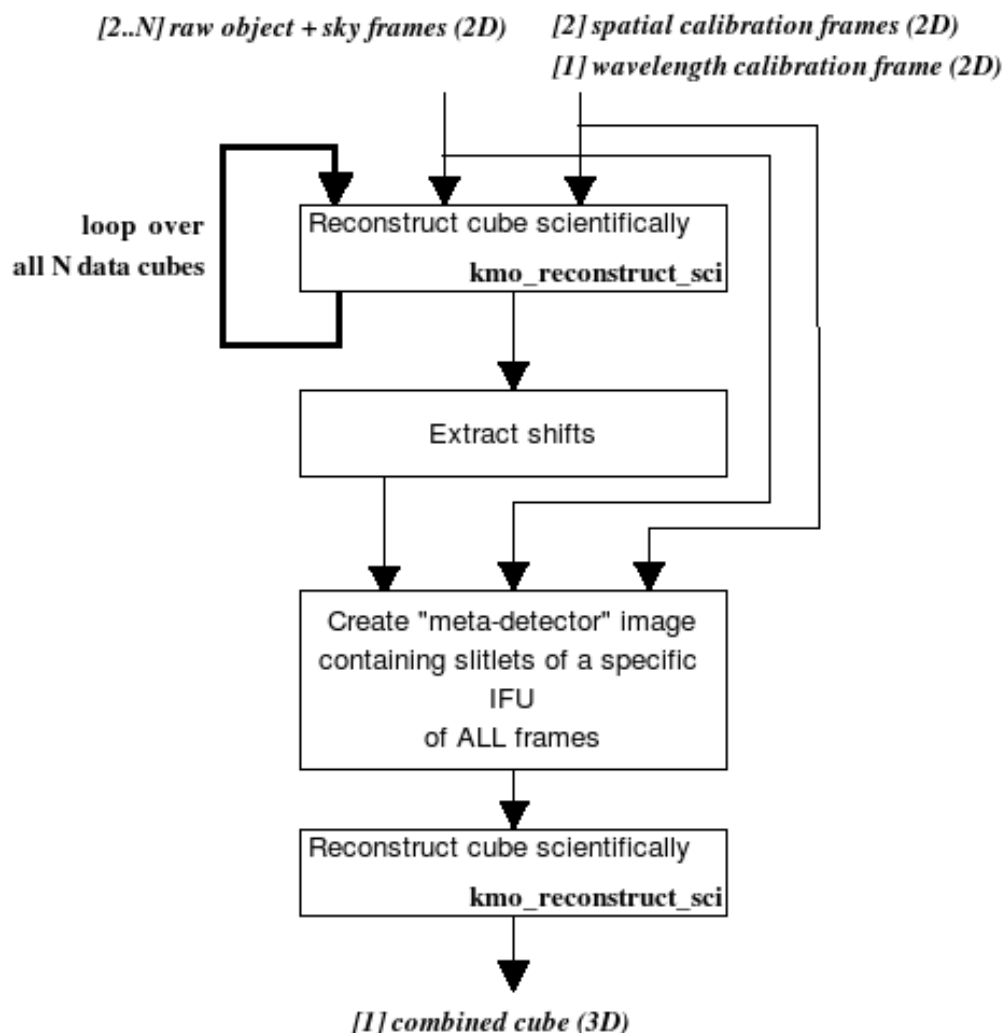 [2..N] raw object + sky frames (2D)
[2] spatial calibration frames (2D)
[1] wavelength calibration frame (2D)
loop over
all N data cubes
Reconstruct cube scientifically
kmo_reconstruct_sci
Extract shifts
Create "meta-detector" image
containing slitlets of a specific
IFU
of ALL frames
Reconstruct cube scientifically
kmo_reconstruct_sci
[1] combined cube (3D)